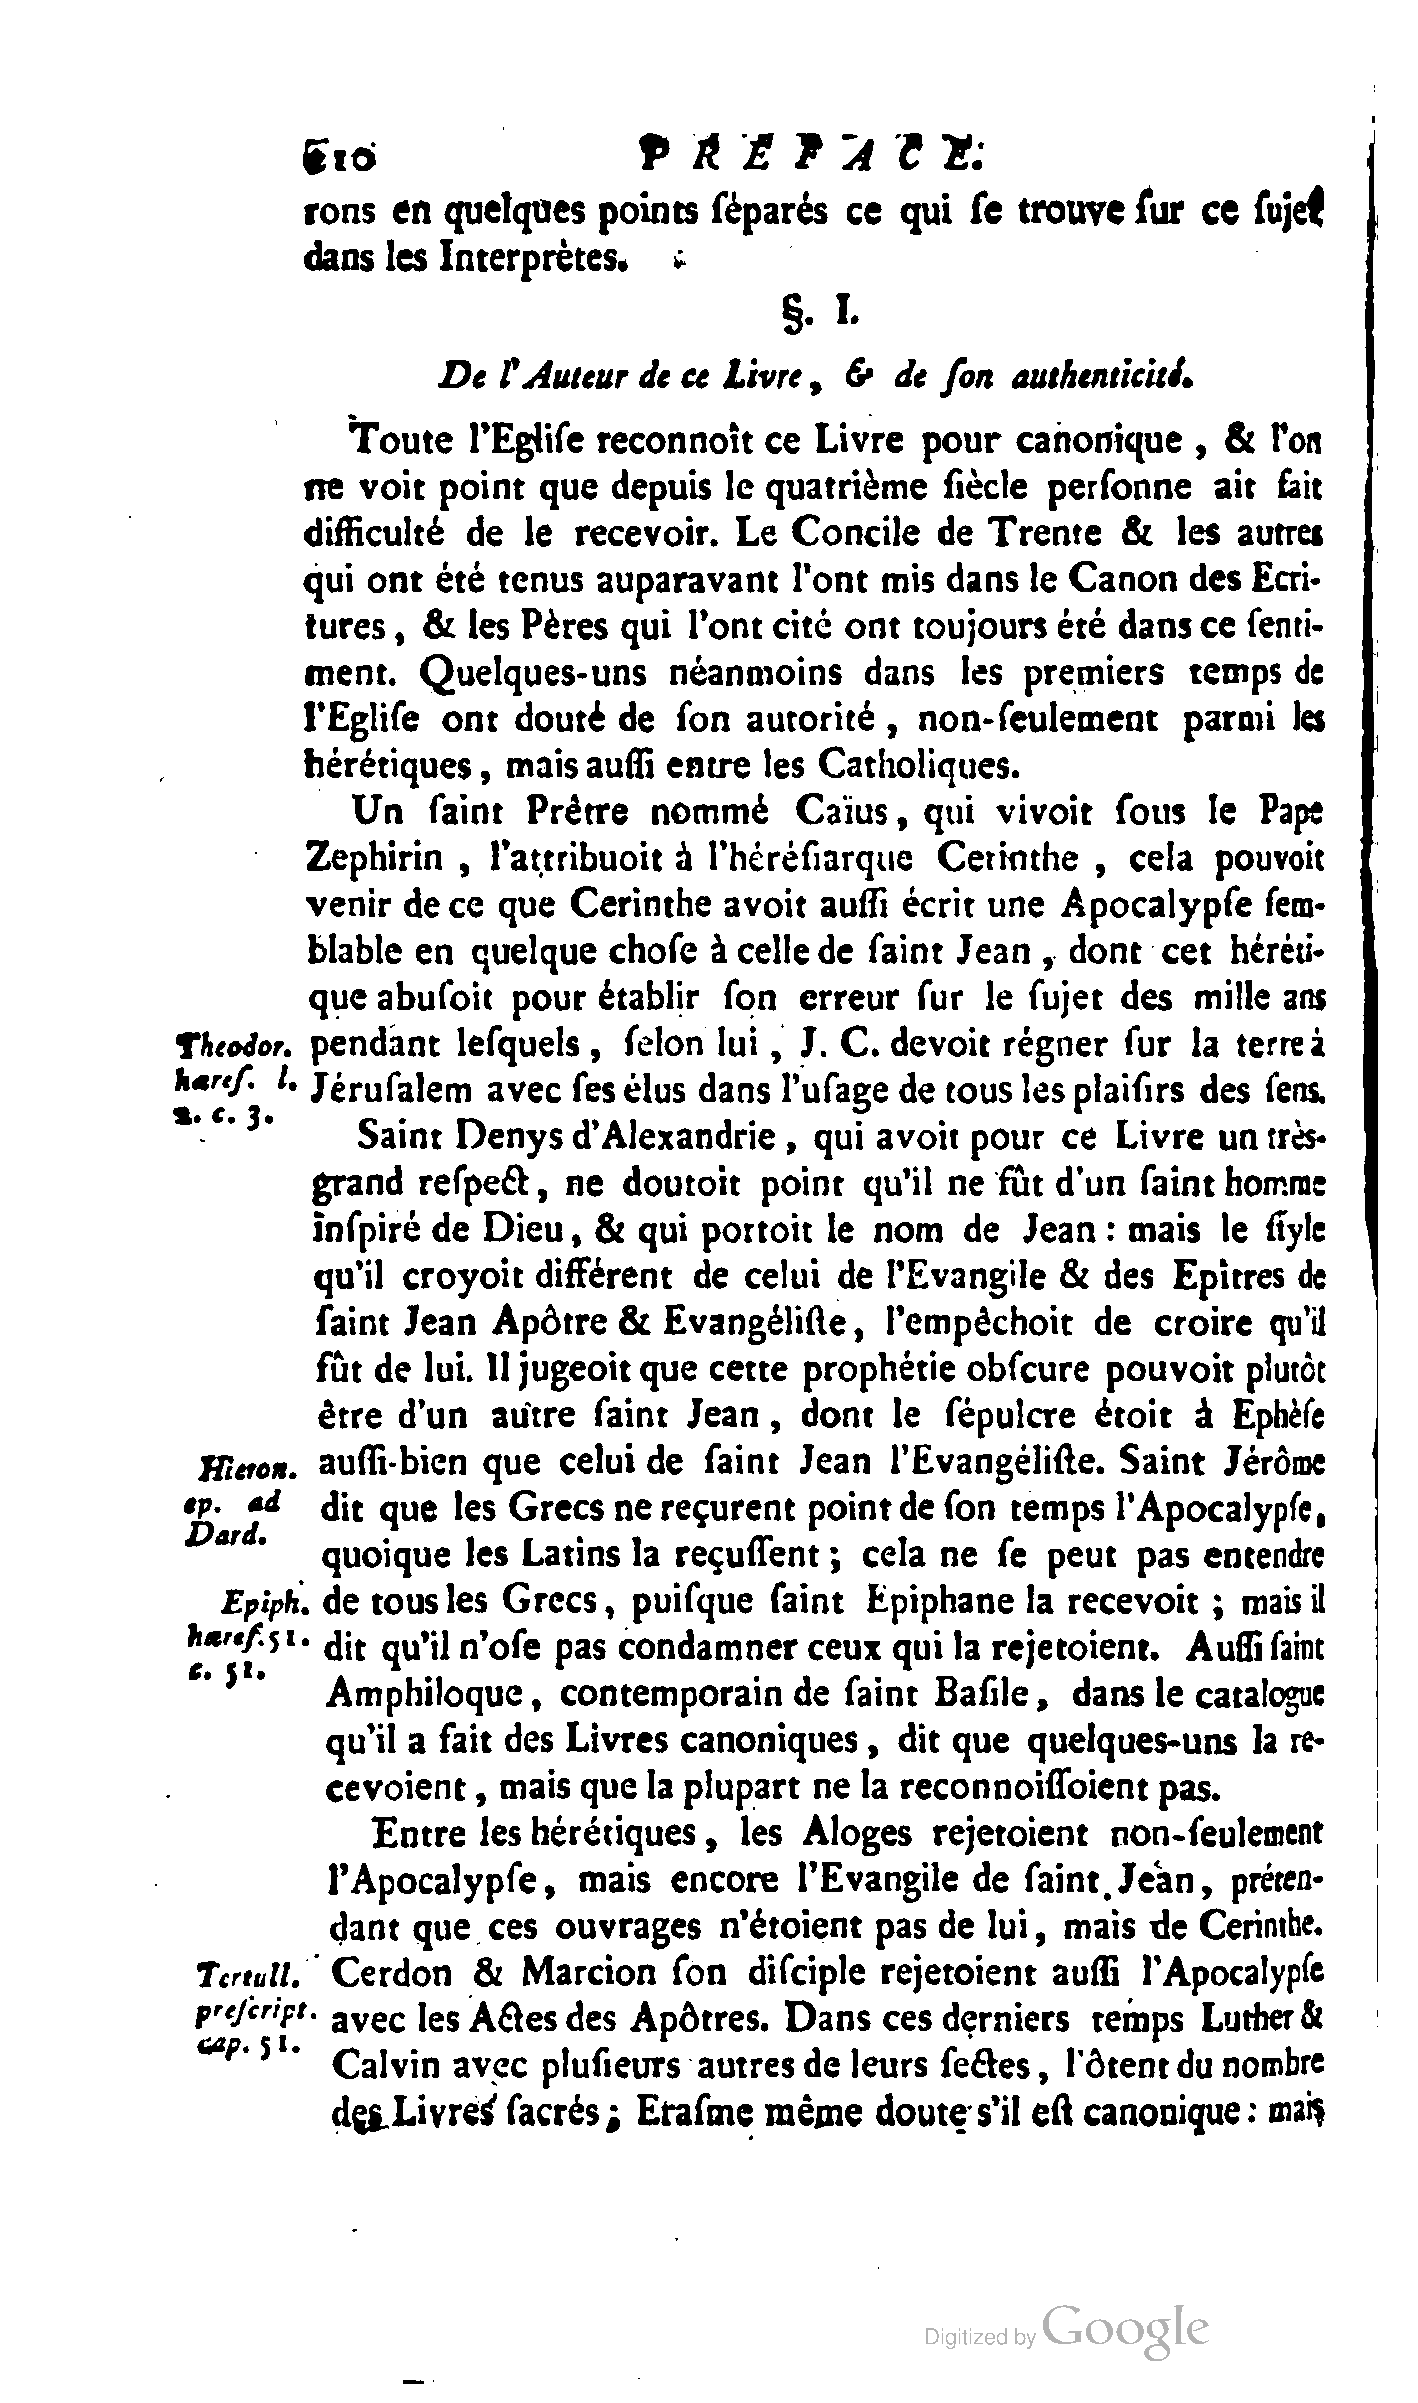 610 PRÉFACE.
rons en quelques points ſéparés ce qui ſe trouve ſur ce ſujet
dans les Interprètes.
§. I.
De l'Auteur de ce Livre, & de ſon authenticité.
Toute l'Egliſe reconnoît ce Livre pour canonique, & l'on
ne voit point que depuis le quatrième ſiècle perſonne ait fait
difficulté de le recevoir. Le Concile de Trente & les autres
qui ont été tenus auparavant l'ont mis dans le Canon des Ecri-
tures, & les Pères qui l'ont cité ont toujours été dans ce ſenti-
ment. Quelques-uns néanmoins dans les premiers temps de
l'Egliſe ont douté de ſon autorité, non-ſeulement parmi les
hérétiques, mais auſſi entre les Catholiques.
Un ſaint Prêtre nommé Caïus, qui vivoit ſous le Pape
Zephirin, l'attribuoit à l'héréſiarque Cerinthe, cela pouvoit
venir de ce que Cerinthe avoit auſſi écrit une Apocalypſe ſem-
blable en quelque choſe à celle de ſaint Jean, dont cet héréti-
que abuſoit pour établir ſon erreur ſur le ſujet des mille ans
Theodor. pendant leſquels, ſelon lui, J. C. devoit régner ſur la terre à
hæreſ. l. Jéruſalem avec ſes élus dans l'uſage de tous les plaiſirs des ſens.
2. c. 3.
Saint Denys d'Alexandrie, qui avoit pour ce Livre un très-
grand reſpect, ne doutoit point qu'il ne fût d'un ſaint homme
inſpiré de Dieu, & qui portoit le nom de Jean : mais le ſtyle
qu'il croyoit différent de celui de l'Evangile & des Epîtres de
ſaint Jean Apôtre & Evangéliſte, l'empêchoit de croire qu'il
fût de lui. Il jugeoit que cette prophétie obſcure pouvoit plutôt
être d'un autre ſaint Jean, dont le ſépulcre étoit à Ephèſe
Hieron. auſſi-bien que celui de ſaint Jean l'Evangéliſte. Saint Jérôme
ep. ad dit que les Grecs ne reçurent point de ſon temps l'Apocalypſe,
Dard.
quoique les Latins la reçuſſent ; cela ne ſe peut pas entendre
Epiph. de tous les Grecs, puiſque ſaint Epiphane la recevoit ; mais il
hæreſ. 51. dit qu'il n'oſe pas condamner ceux qui la rejetoient. Auſſi ſaint
c. 51.
Amphiloque, contemporain de ſaint Baſile, dans le catalogue
qu'il a fait des Livres canoniques, dit que quelques-uns la re-
cevoient, mais que la plupart ne la reconnoiſſoient pas.
Entre les hérétiques, les Aloges rejetoient non-ſeulement
l'Apocalypſe, mais encore l'Evangile de ſaint Jean, préten-
dant que ces ouvrages n'étoient pas de lui, mais de Cerinthe.
Tertull. Cerdon & Marcion ſon diſciple rejetoient auſſi l'Apocalypſe
preſcript. avec les Actes des Apôtres. Dans ces derniers temps Luther &
cap. 51.
Calvin avec pluſieurs autres de leurs ſectes, l'ôtent du nombre
des Livres ſacrés ; Eraſme même doute s'il eſt canonique : mais
Digitized by Google